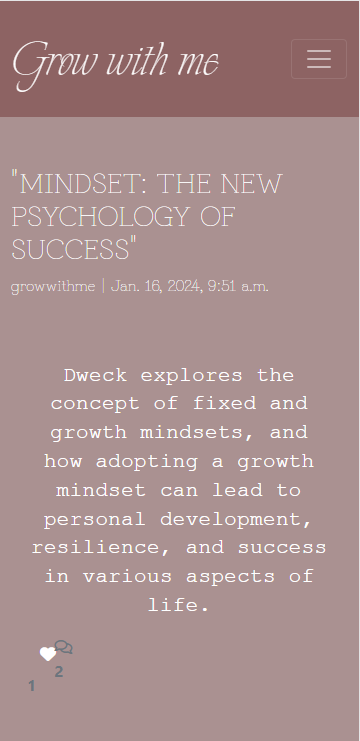 Grow with me
"MINDSET: THE NEW
PSYCHOLOGY OF
SUCCESS"
growwithme | Jan. 16, 2024, 9:51 a.m.
Dweck explores the
concept of fixed and
growth mindsets, and
how adopting a growth
mindset can lead to
personal development,
resilience, and success
in various aspects of
life.
2
1